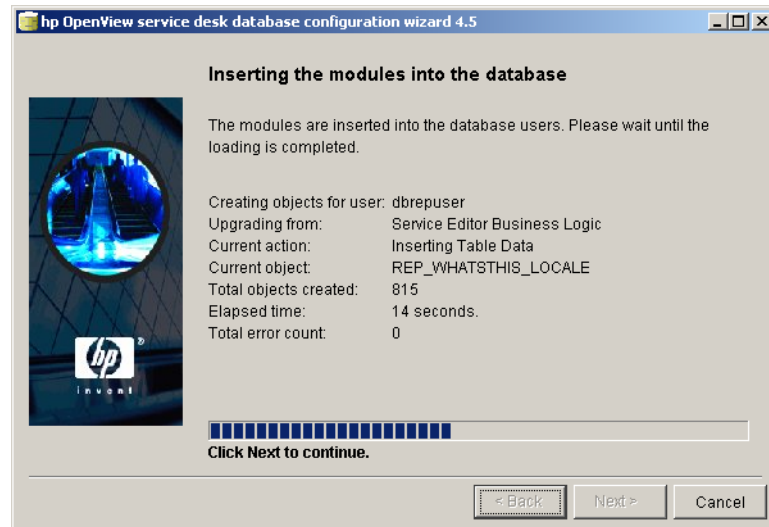 hp OpenView service desk database configuration wizard 4.5
Inserting the modules into the database
The modules are inserted into the database users. Please wait until the
loading is completed.
Creating objects for user: dbrepuser
Upgrading from: Service Editor Business Logic
Current action: Inserting Table Data
Current object: REP_WHATSTHIS_LOCALE
Total objects created: 815
Elapsed time: 14 seconds.
Total error count: 0
hp
®
invent
Click Next to continue.
< Back Next > Cancel